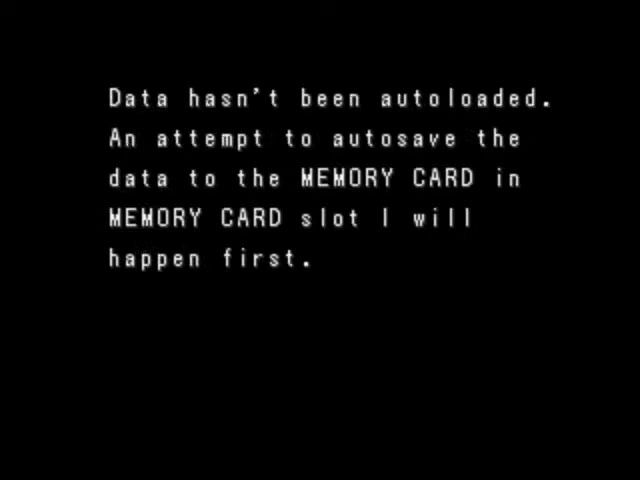 Data hasn't been autoloaded.
An attempt to autosave the
data to the MEMORY CARD in
MEMORY CARD slot 1 will
happen first.